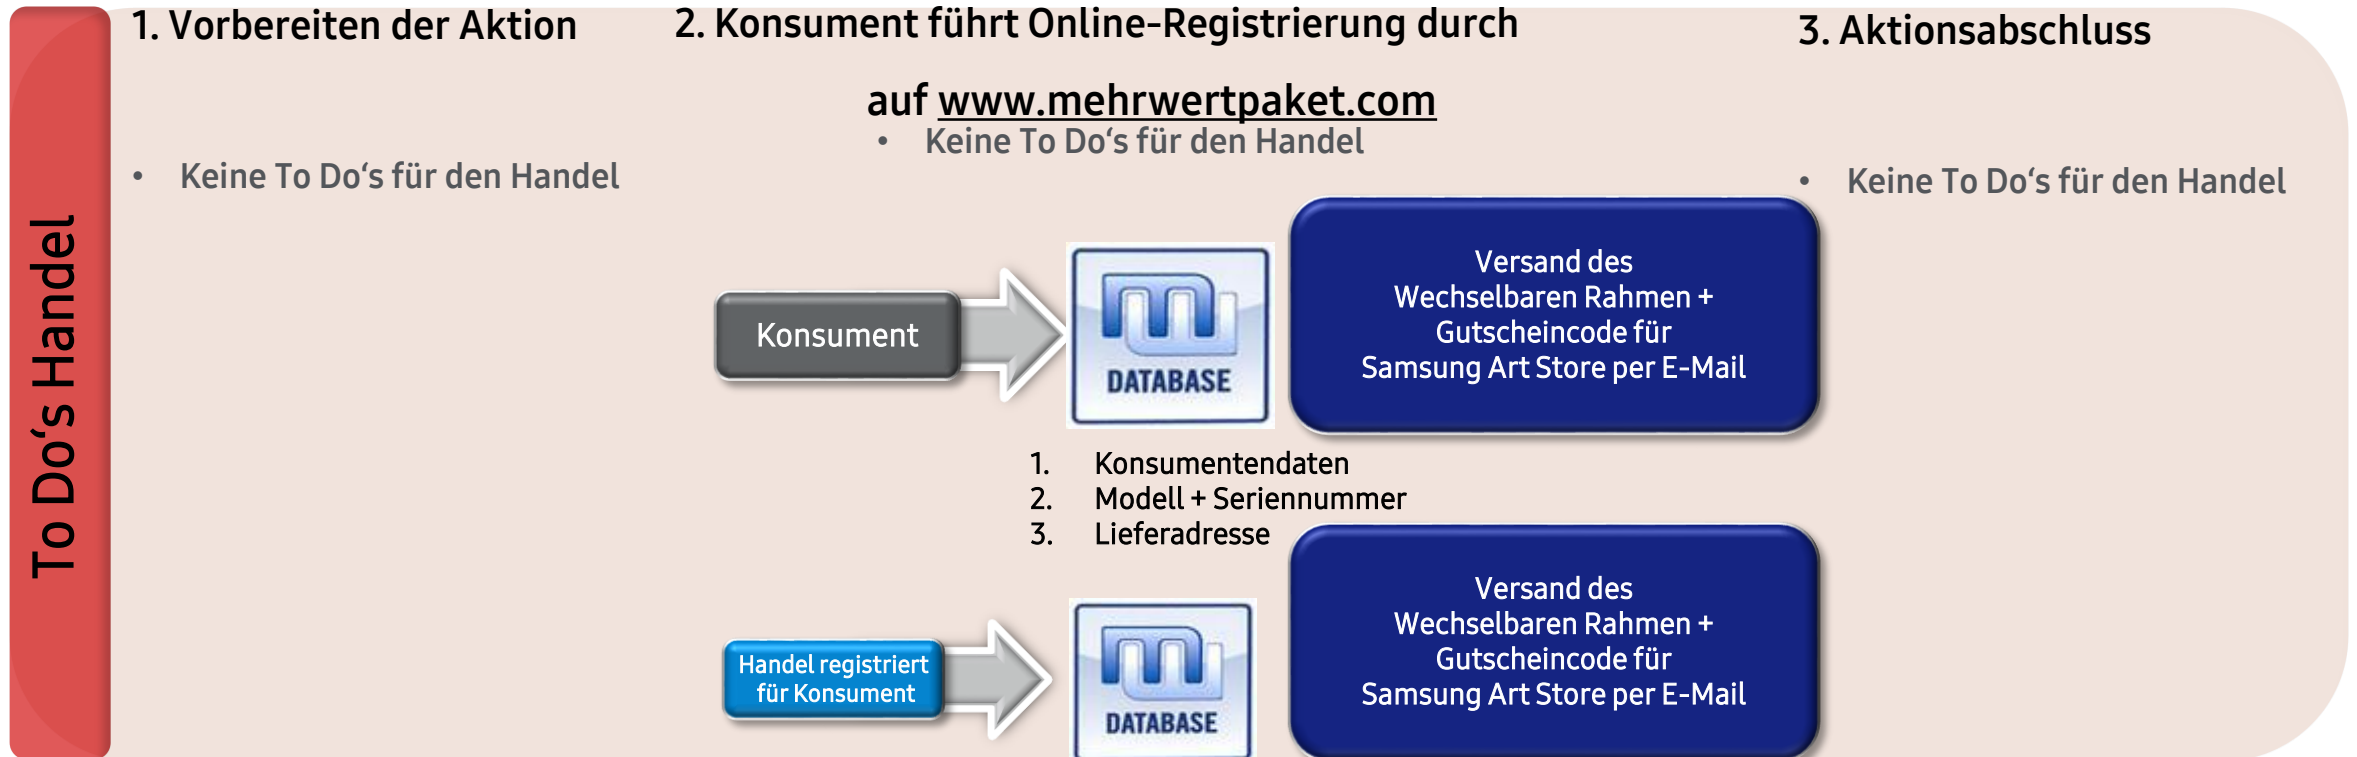 To Do‘s Handel
1. Vorbereiten der Aktion
• Keine To Do‘s für den Handel
2. Konsument führt Online-Registrierung durch
auf www.mehrwertpaket.com
• Keine To Do‘s für den Handel
3. Aktionsabschluss
• Keine To Do‘s für den Handel
Konsument
DATABASE
Versand des
Wechselbaren Rahmen +
Gutscheincode für
Samsung Art Store per E-Mail
1. Konsumentendaten
2. Modell + Seriennummer
3. Lieferadresse
Handel registriert
für Konsument
DATABASE
Versand des
Wechselbaren Rahmen +
Gutscheincode für
Samsung Art Store per E-Mail